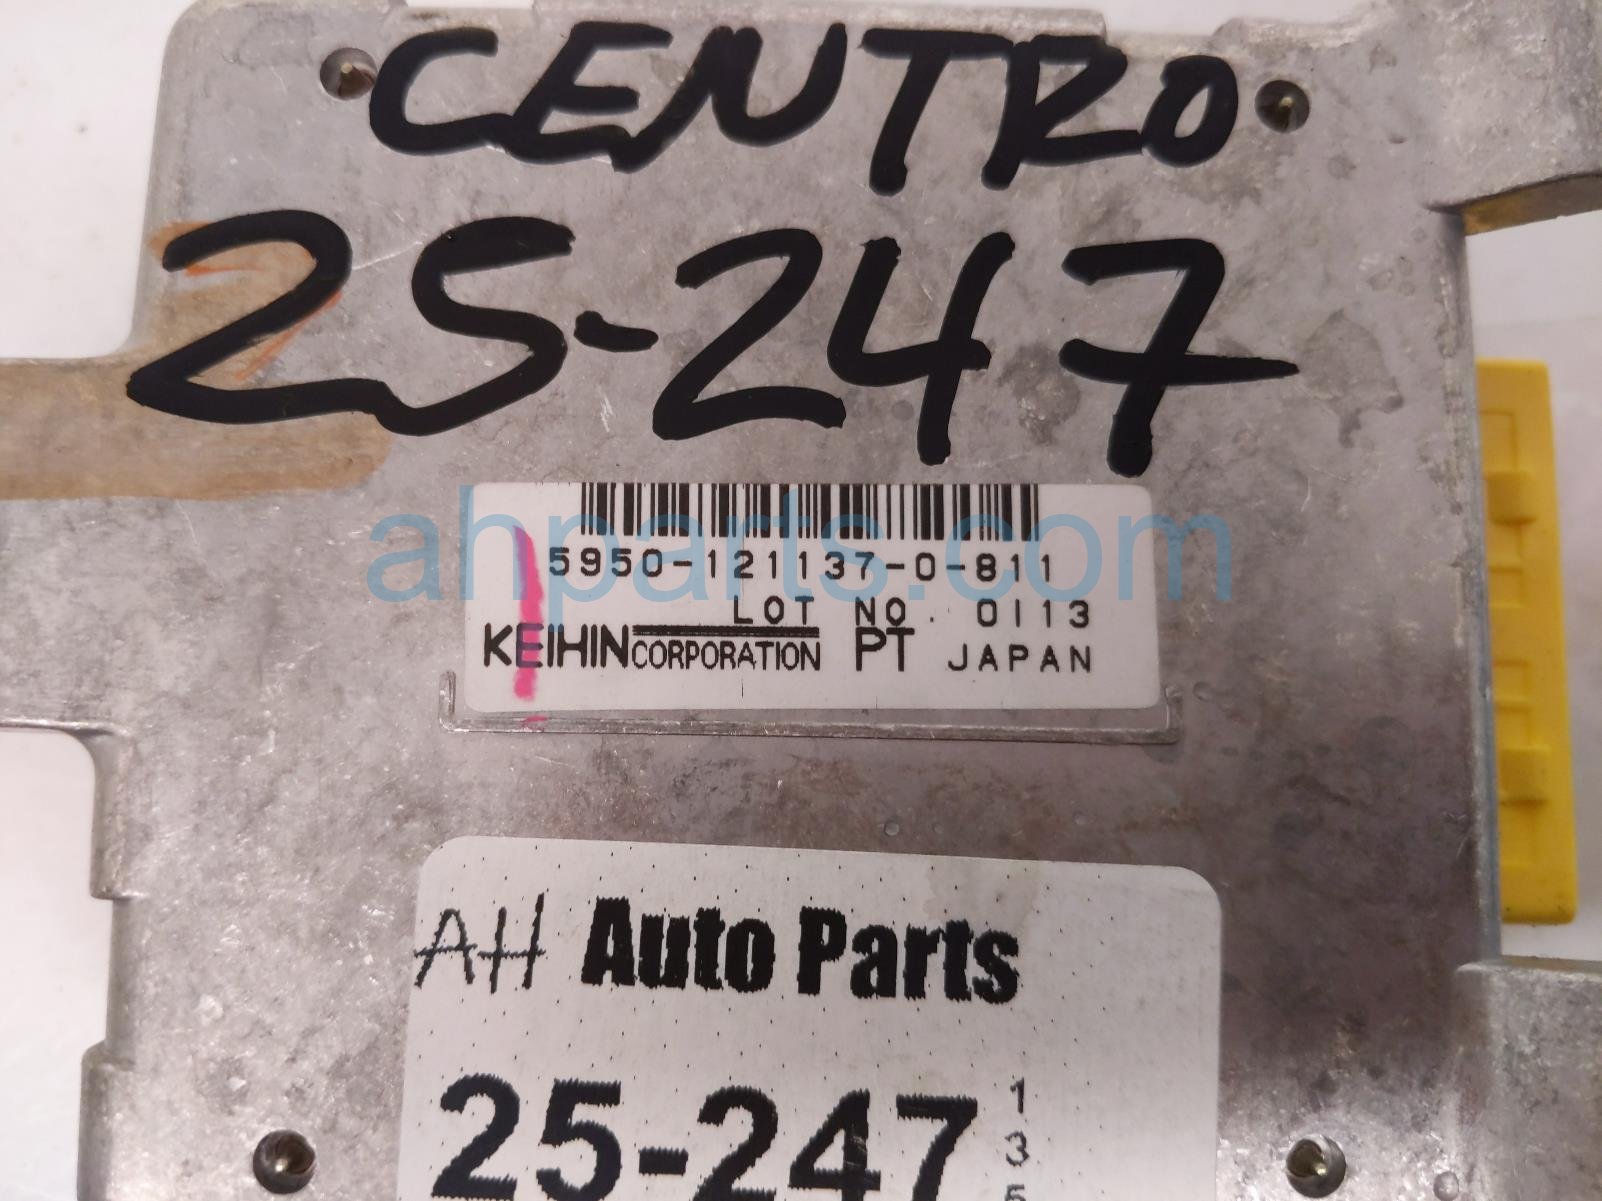 CENTRO
25-247
ahparts.com
5950-121137-0-811
LOT NO. 0113
KEIHIN CORPORATION PT JAPAN
AH Auto Parts
25-247
1
3